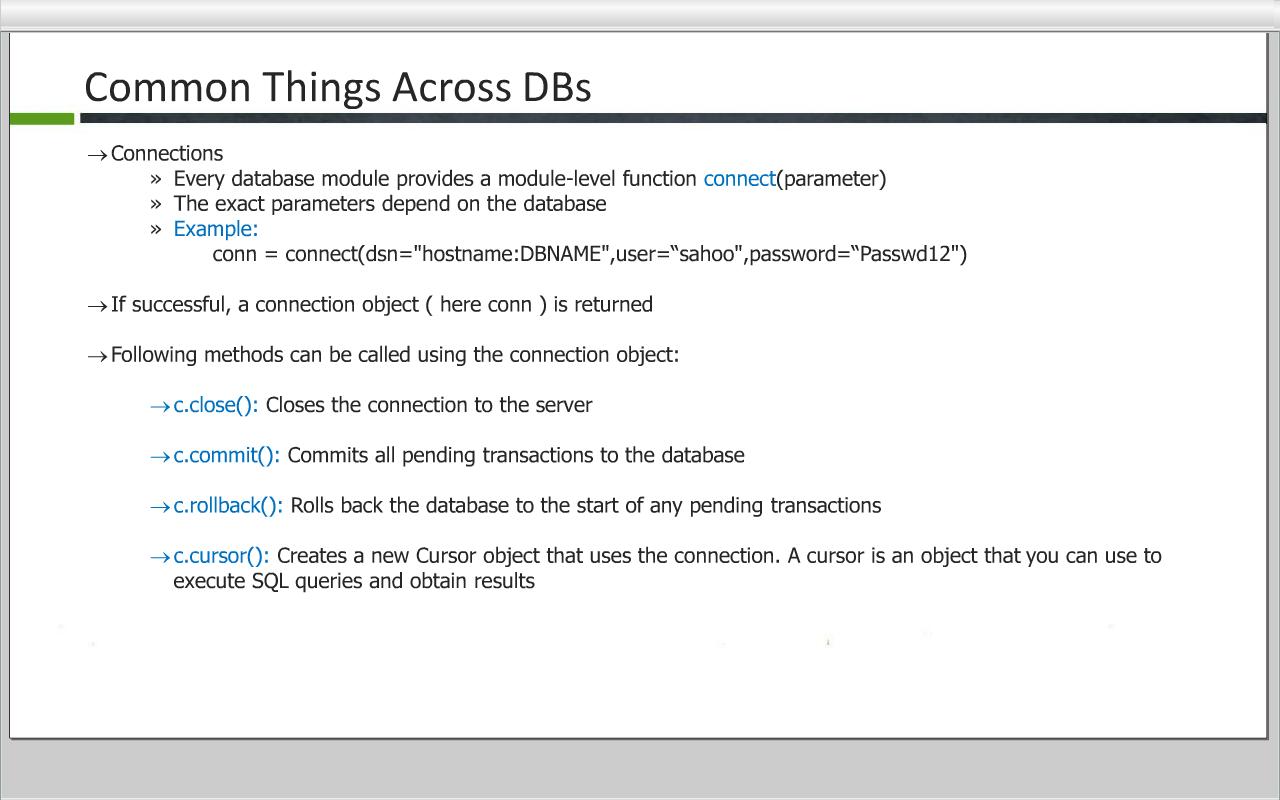 Common Things Across DBs
→Connections
» Every database module provides a module-level function connect(parameter)
» The exact parameters depend on the database
» Example:
conn = connect(dsn="hostname:DBNAME",user=“sahoo",password=“Passwd12")
→If successful, a connection object ( here conn ) is returned
→Following methods can be called using the connection object:
→c.close(): Closes the connection to the server
→c.commit(): Commits all pending transactions to the database
→c.rollback(): Rolls back the database to the start of any pending transactions
→c.cursor(): Creates a new Cursor object that uses the connection. A cursor is an object that you can use to
execute SQL queries and obtain results